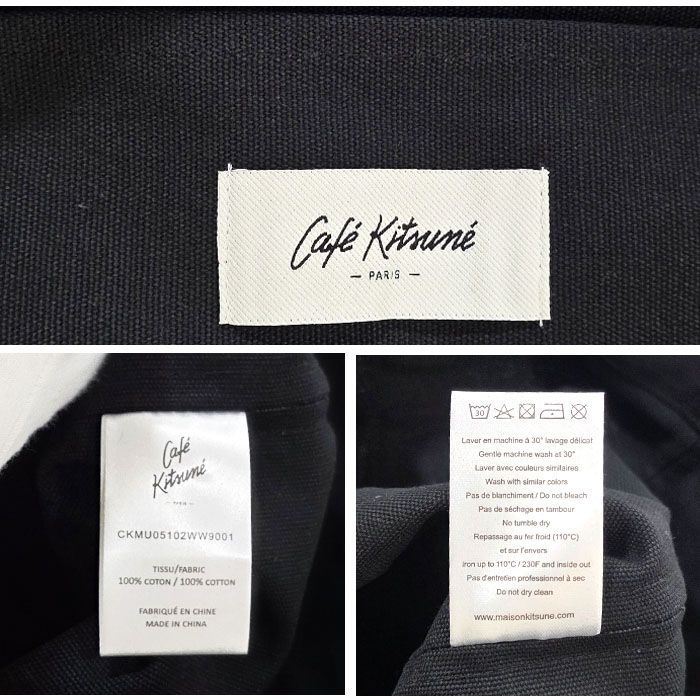 Café Kitsuné
— PARIS —
Café
Kitsuné
— PARIS —
CKMU05102WW9001
TISSU/FABRIC
100% COTON / 100% COTTON
FABRIQUÉ EN CHINE
MADE IN CHINA
30
Laver en machine à 30° lavage délicat
Gentle machine wash at 30°
Laver avec couleurs similaires
Wash with similar colors
Pas de blanchiment / Do not bleach
Pas de séchage en tambour
No tumble dry
Repassage au fer froid (110°C)
et sur l'envers
iron up to 110°C / 230F and inside out
Pas d'entretien professionnel à sec
Do not dry clean
www.maisonkitsune.com